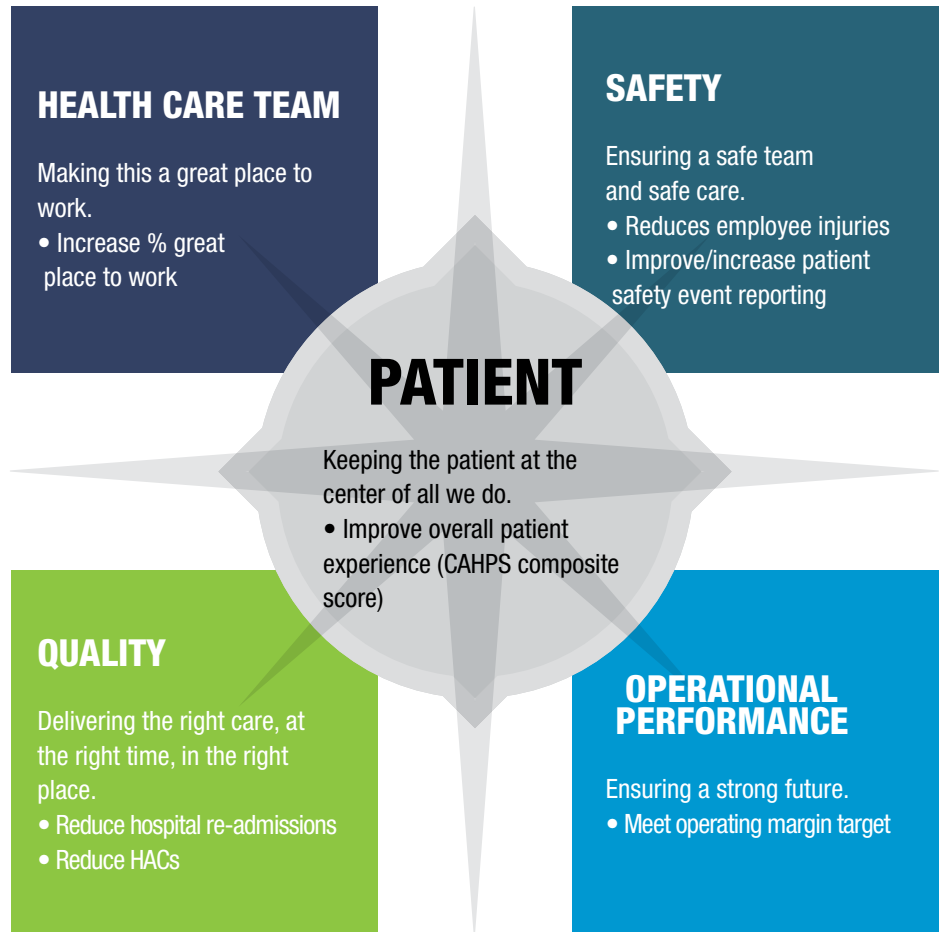 HEALTH CARE TEAM
Making this a great place to
work.
• Increase % great
place to work
SAFETY
Ensuring a safe team
and safe care.
• Reduces employee injuries
• Improve/increase patient
safety event reporting
PATIENT
Keeping the patient at the
center of all we do.
• Improve overall patient
experience (CAHPS composite
score)
QUALITY
Delivering the right care, at
the right time, in the right
place.
• Reduce hospital re-admissions
• Reduce HACs
OPERATIONAL
PERFORMANCE
Ensuring a strong future.
• Meet operating margin target